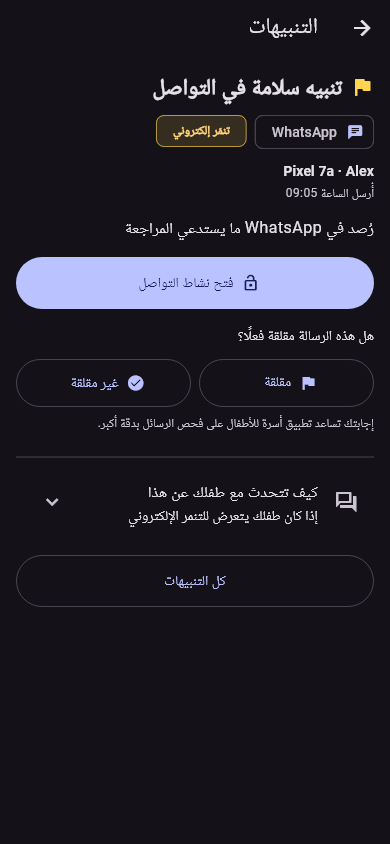 التنبيهات
تنبيه سلامة في التواصل
WhatsApp
تنمّر إلكتروني
Pixel 7a · Alex
أُرسل الساعة 09:05
رُصد في WhatsApp ما يستدعي المراجعة
فتح نشاط التواصل
هل هذه الرسالة مقلقة فعلًا؟
مقلقة
غير مقلقة
إجابتك تساعد تطبيق أسرة للأطفال على فحص الرسائل بدقة أكبر.
كيف تتحدث مع طفلك عن هذا
إذا كان طفلك يتعرض للتنمر الإلكتروني
كل التنبيهات